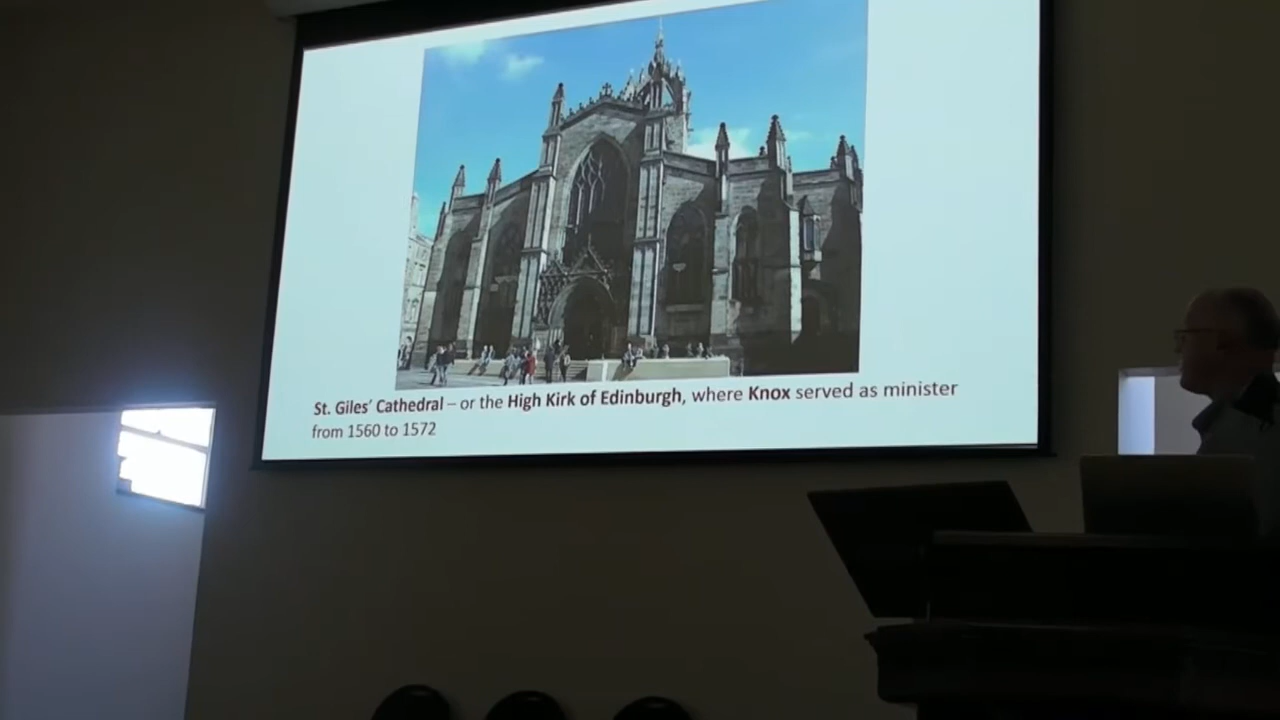 St. Giles' Cathedral – or the High Kirk of Edinburgh, where Knox served as minister
from 1560 to 1572